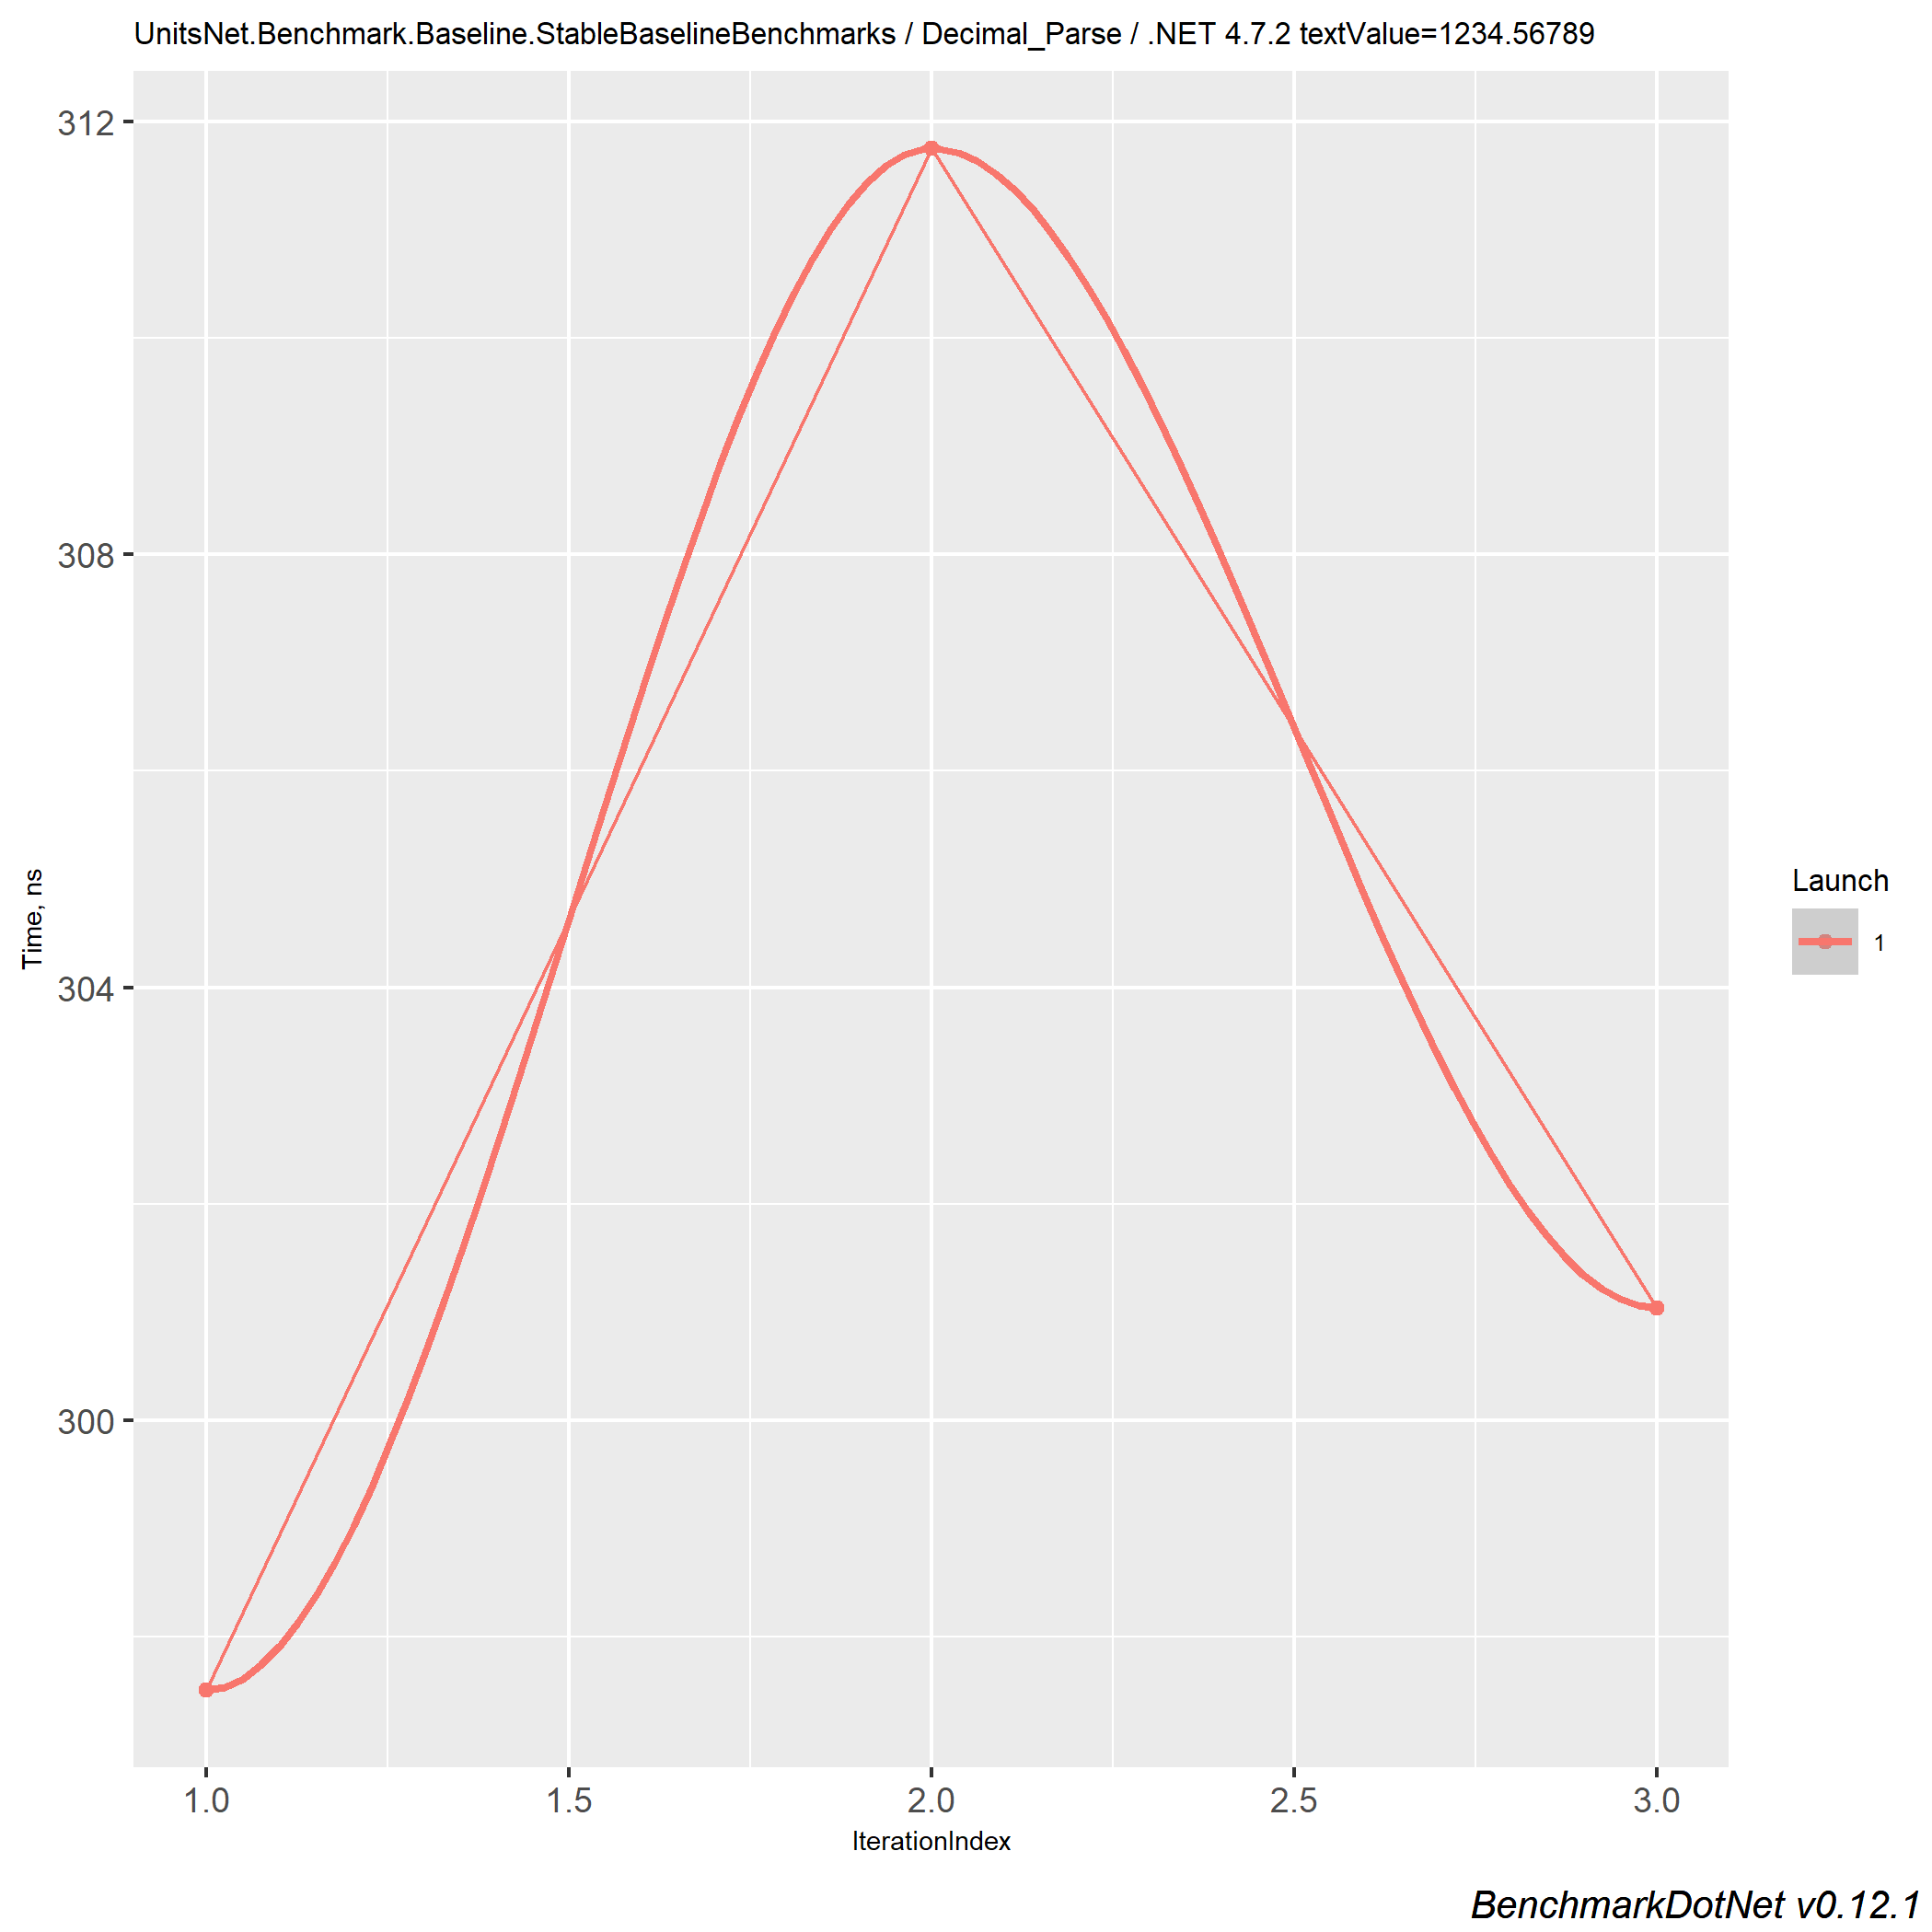 UnitsNet.Benchmark.Baseline.StableBaselineBenchmarks / Decimal_Parse / .NET 4.7.2 textValue=1234.56789
312
308
304
300
Time, ns
1.0 1.5 2.0 2.5 3.0
IterationIndex
Launch
1
BenchmarkDotNet v0.12.1